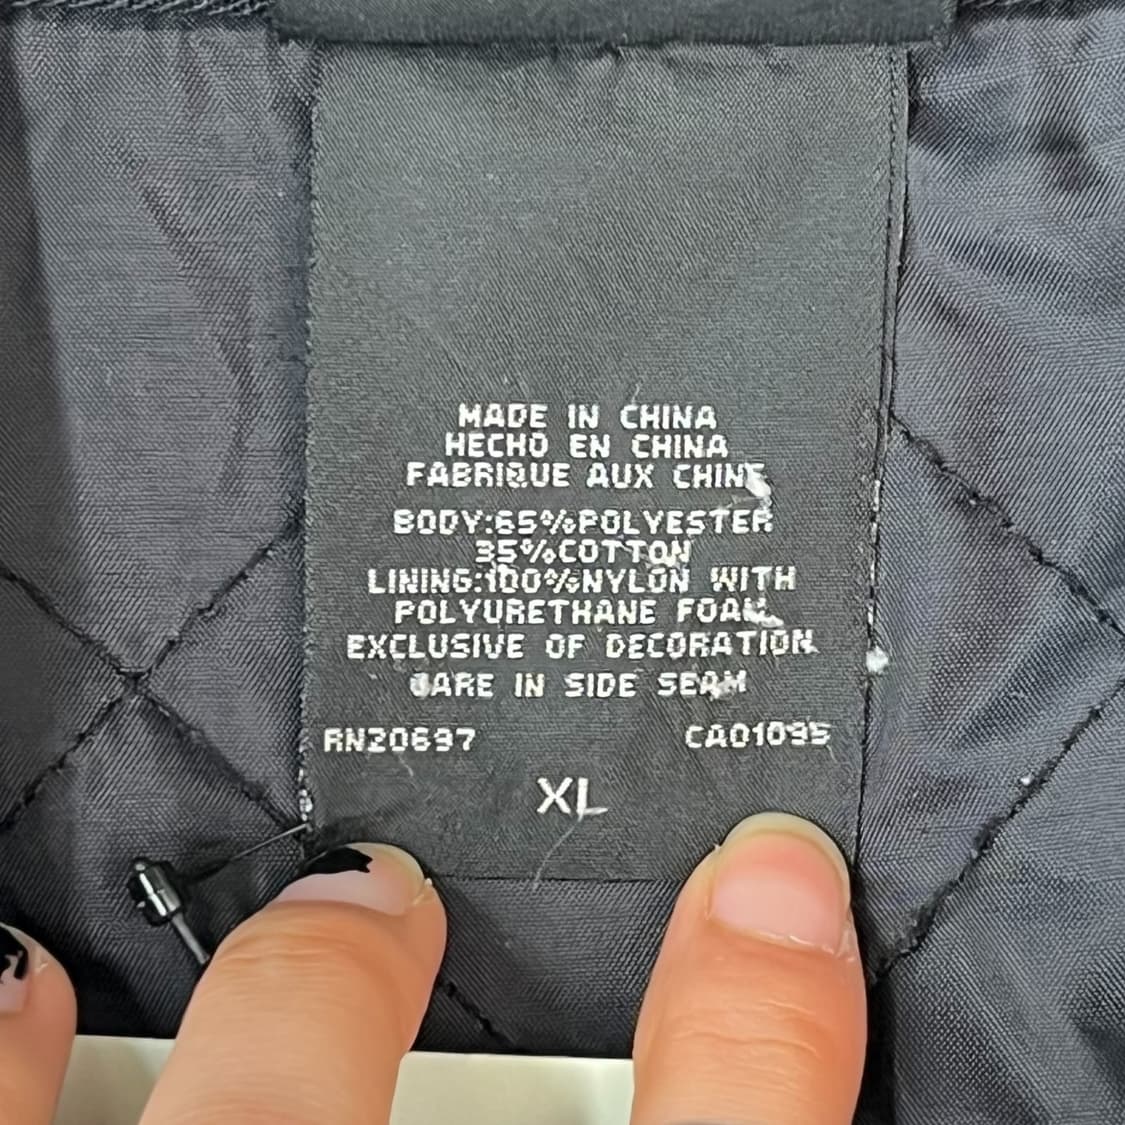 MADE IN CHINA
HECHO EN CHINA
FABRIQUE AUX CHINE
BODY:65%POLYESTER
35%COTTON
LINING:100%NYLON WITH
POLYURETHANE FOAM
EXCLUSIVE OF DECORATION
CARE IN SIDE SEAM
RN20697 CA01095
XL